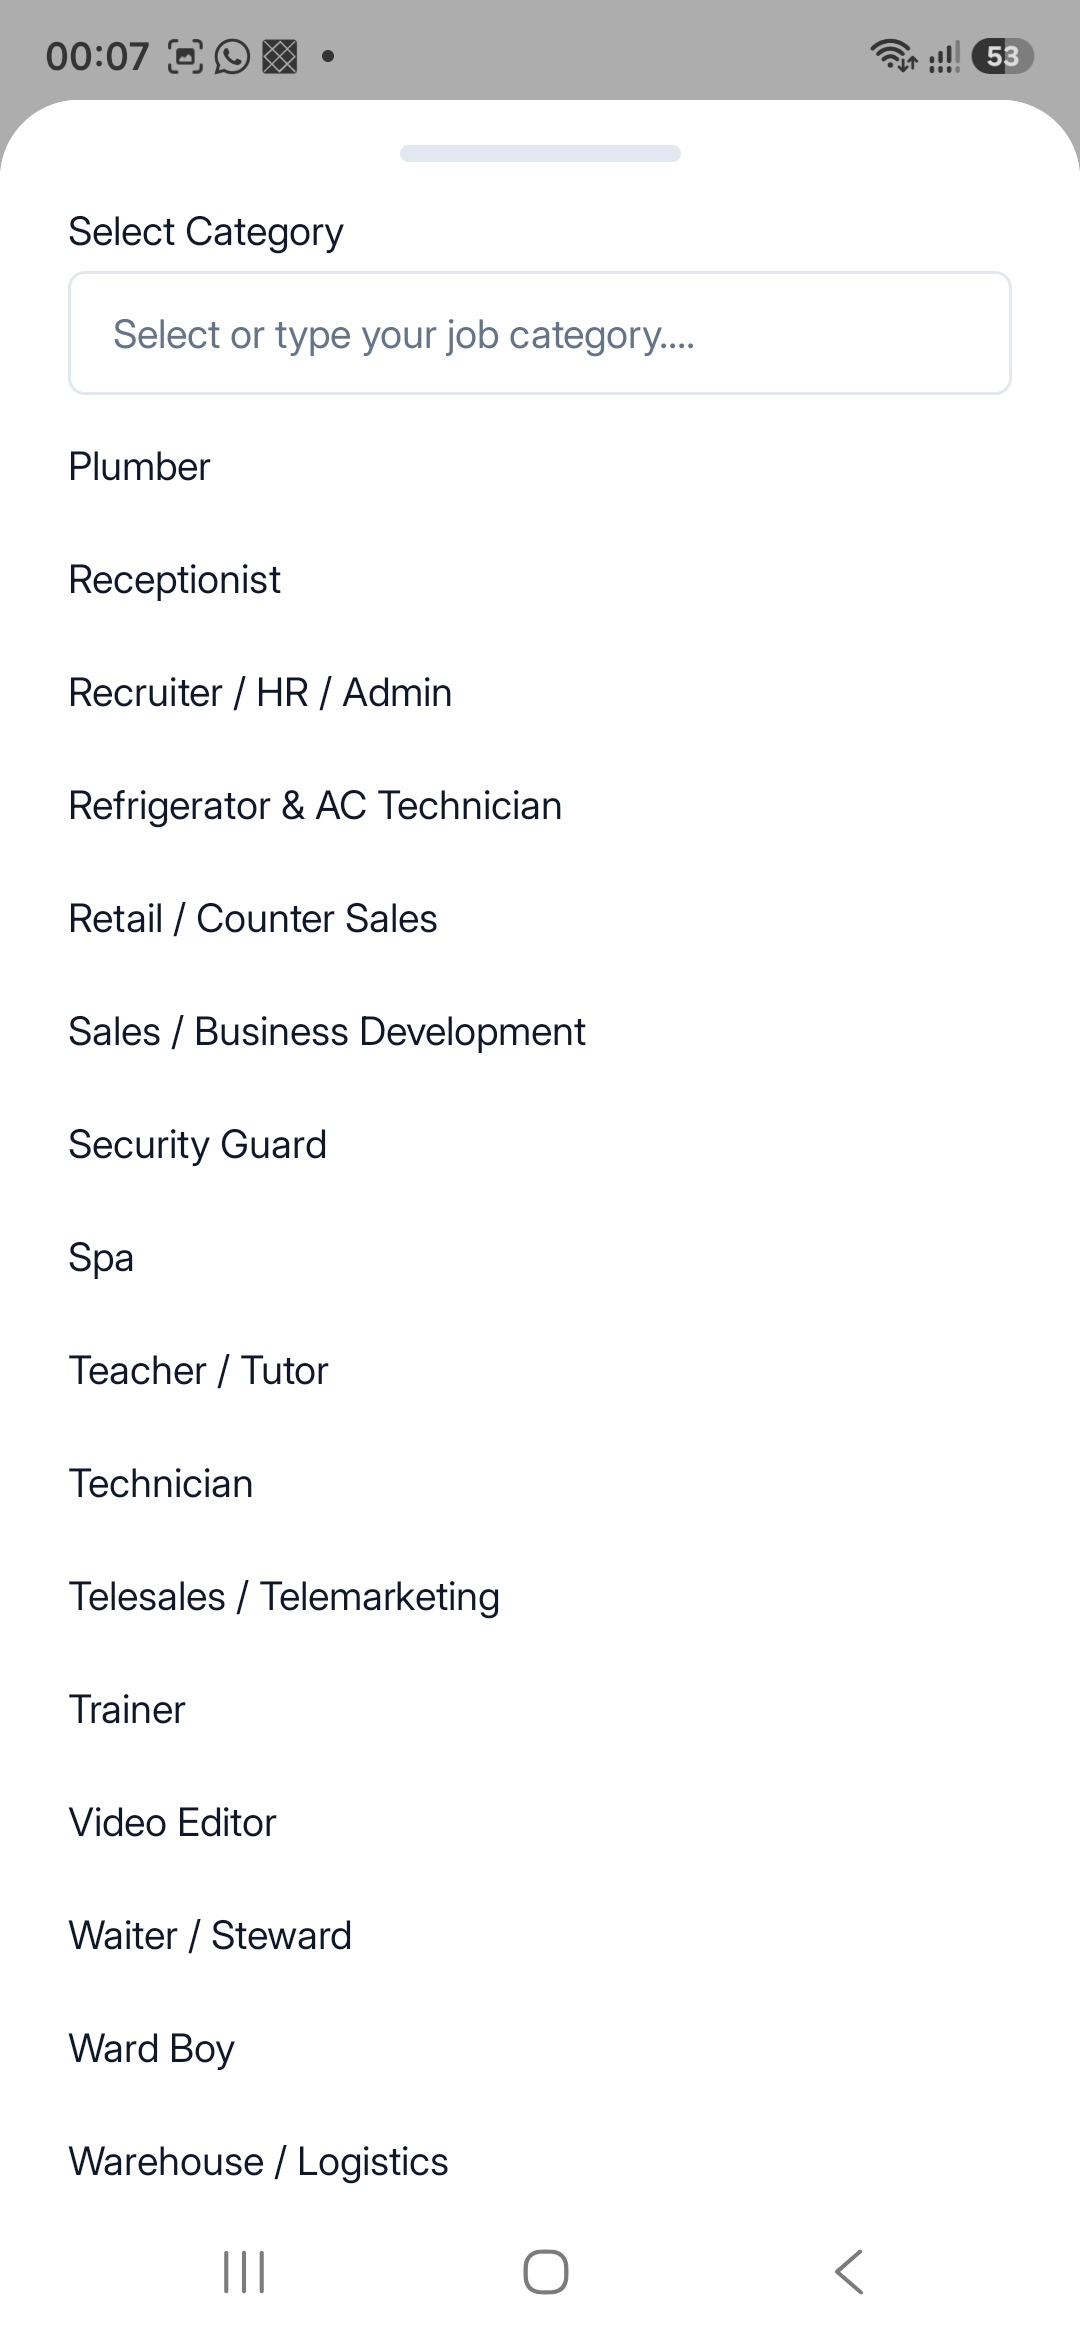 00:07
53
Select Category
Select or type your job category....
Plumber
Receptionist
Recruiter / HR / Admin
Refrigerator & AC Technician
Retail / Counter Sales
Sales / Business Development
Security Guard
Spa
Teacher / Tutor
Technician
Telesales / Telemarketing
Trainer
Video Editor
Waiter / Steward
Ward Boy
Warehouse / Logistics